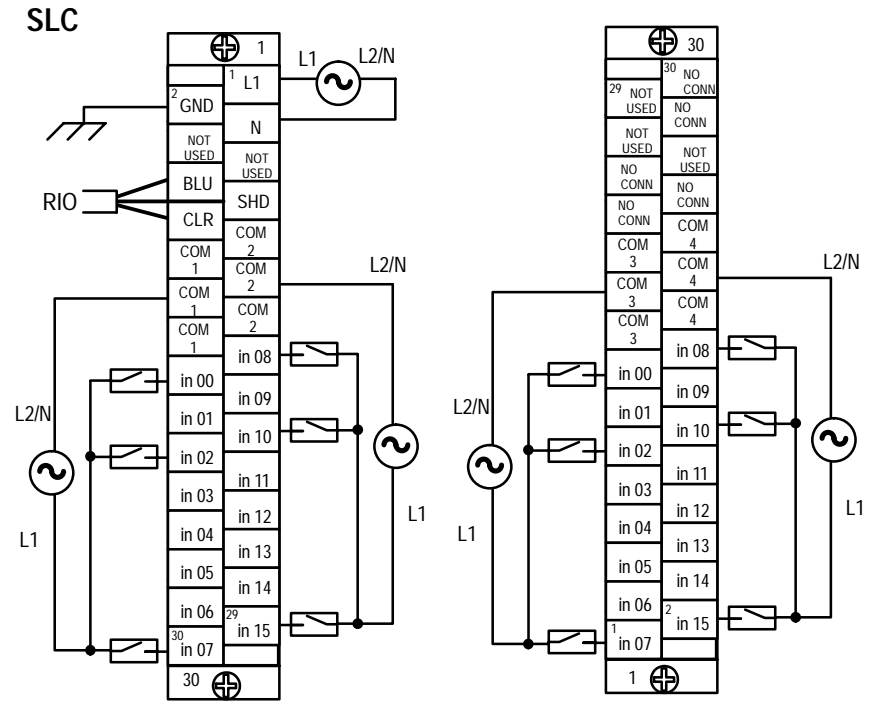 SLC
1
L1
L2/N
1
L1
2
GND
N
NOT
USED
NOT
USED
BLU
SHD
RIO
CLR
COM
2
COM
1
COM
2
COM
1
COM
2
COM
1
L2/N
in 08
in 00
in 09
in 01
in 10
L2/N
in 02
in 11
in 03
in 12
L1
in 04
L1
in 13
in 05
in 14
in 06
29
in 15
30
in 07
30
30
30
NO
CONN
29
NOT
USED
NO
CONN
NOT
USED
NOT
USED
NO
CONN
NO
CONN
NO
CONN
COM
4
COM
3
COM
4
COM
3
COM
4
COM
3
L2/N
in 08
in 00
in 09
L2/N
in 01
in 10
in 02
in 11
in 03
in 12
L1
in 04
L1
in 13
in 05
in 14
in 06
2
in 15
1
in 07
1